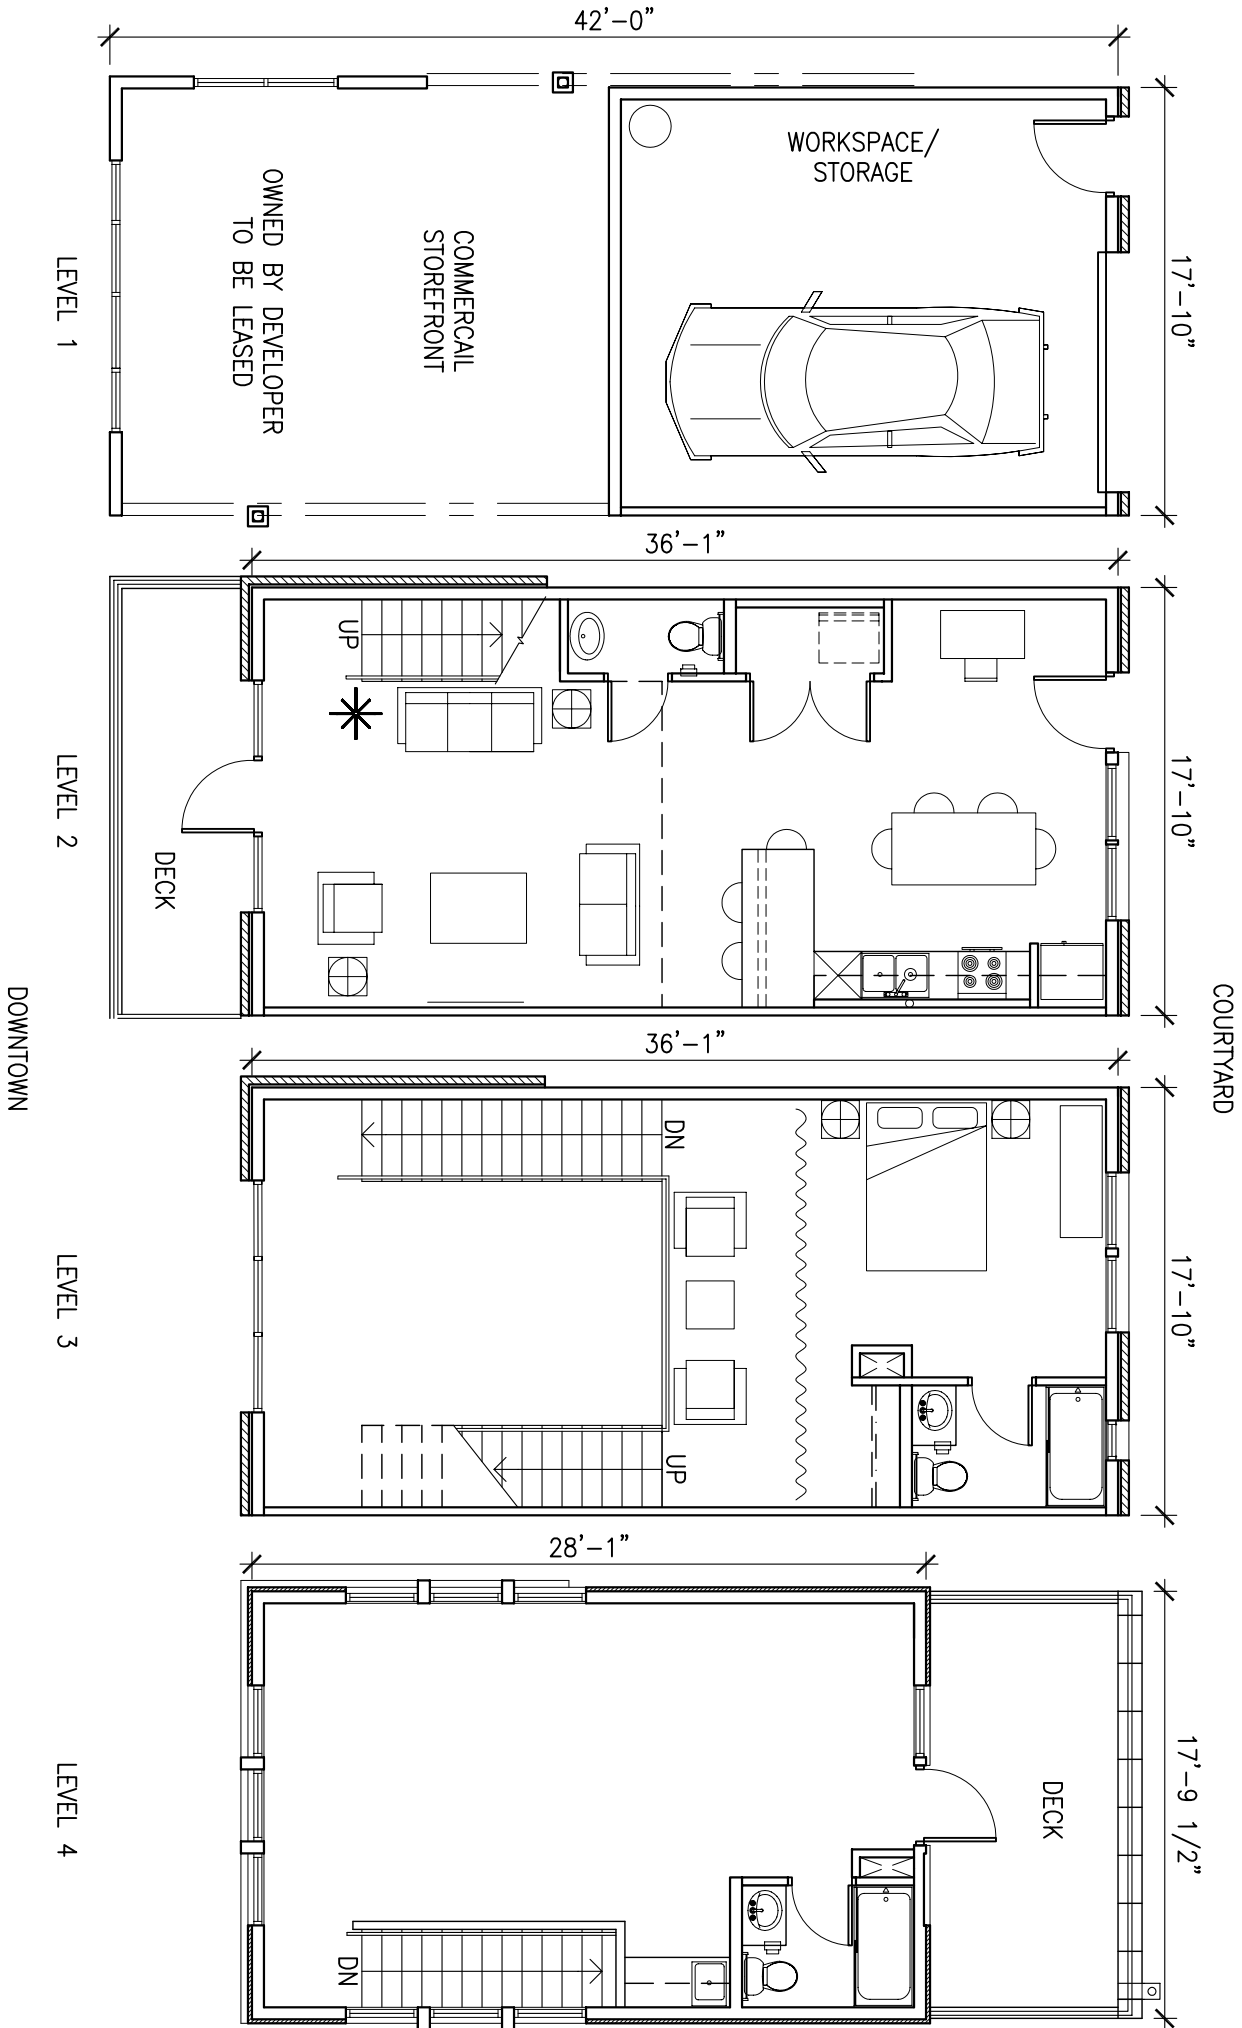 42'-0"
WORKSPACE/
STORAGE
17'-10"
COMMERCAIL
STOREFRONT
OWNED BY DEVELOPER
TO BE LEASED
LEVEL 1
36'-1"
UP
17'-10"
DECK
LEVEL 2
COURTYARD
DOWNTOWN
36'-1"
DN
17'-10"
UP
LEVEL 3
28'-1"
17'-9 1/2"
DECK
DN
LEVEL 4